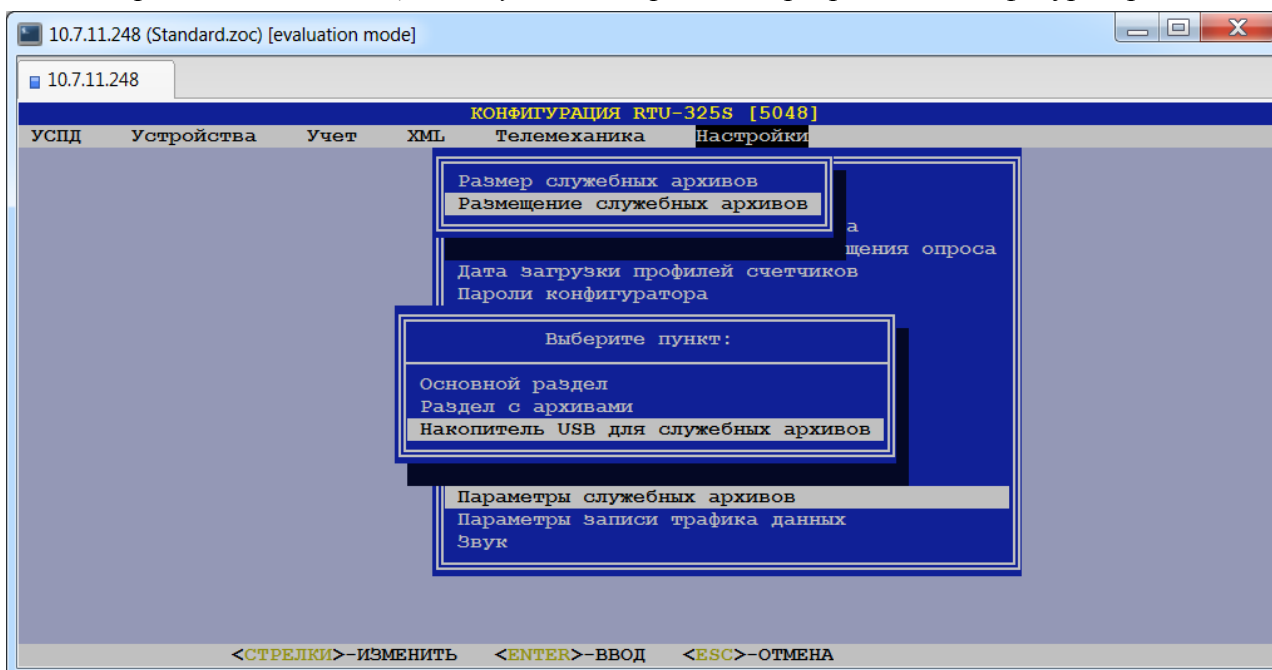 10.7.11.248 (Standard.zoc) [evaluation mode]
10.7.11.248
КОНФИГУРАЦИЯ RTU-325S [5048]
УСПД Устройства Учет XML Телемеханика Настройки
Размер служебных архивов
Размещение служебных архивов
а
щения опроса
Дата загрузки профилей счетчиков
Пароли конфигуратора
Выберите пункт:
Основной раздел
Раздел с архивами
Накопитель USB для служебных архивов
Параметры служебных архивов
Параметры записи трафика данных
Звук
<СТРЕЛКИ>-ИЗМЕНИТЬ <ENTER>-ВВОД <ESC>-ОТМЕНА